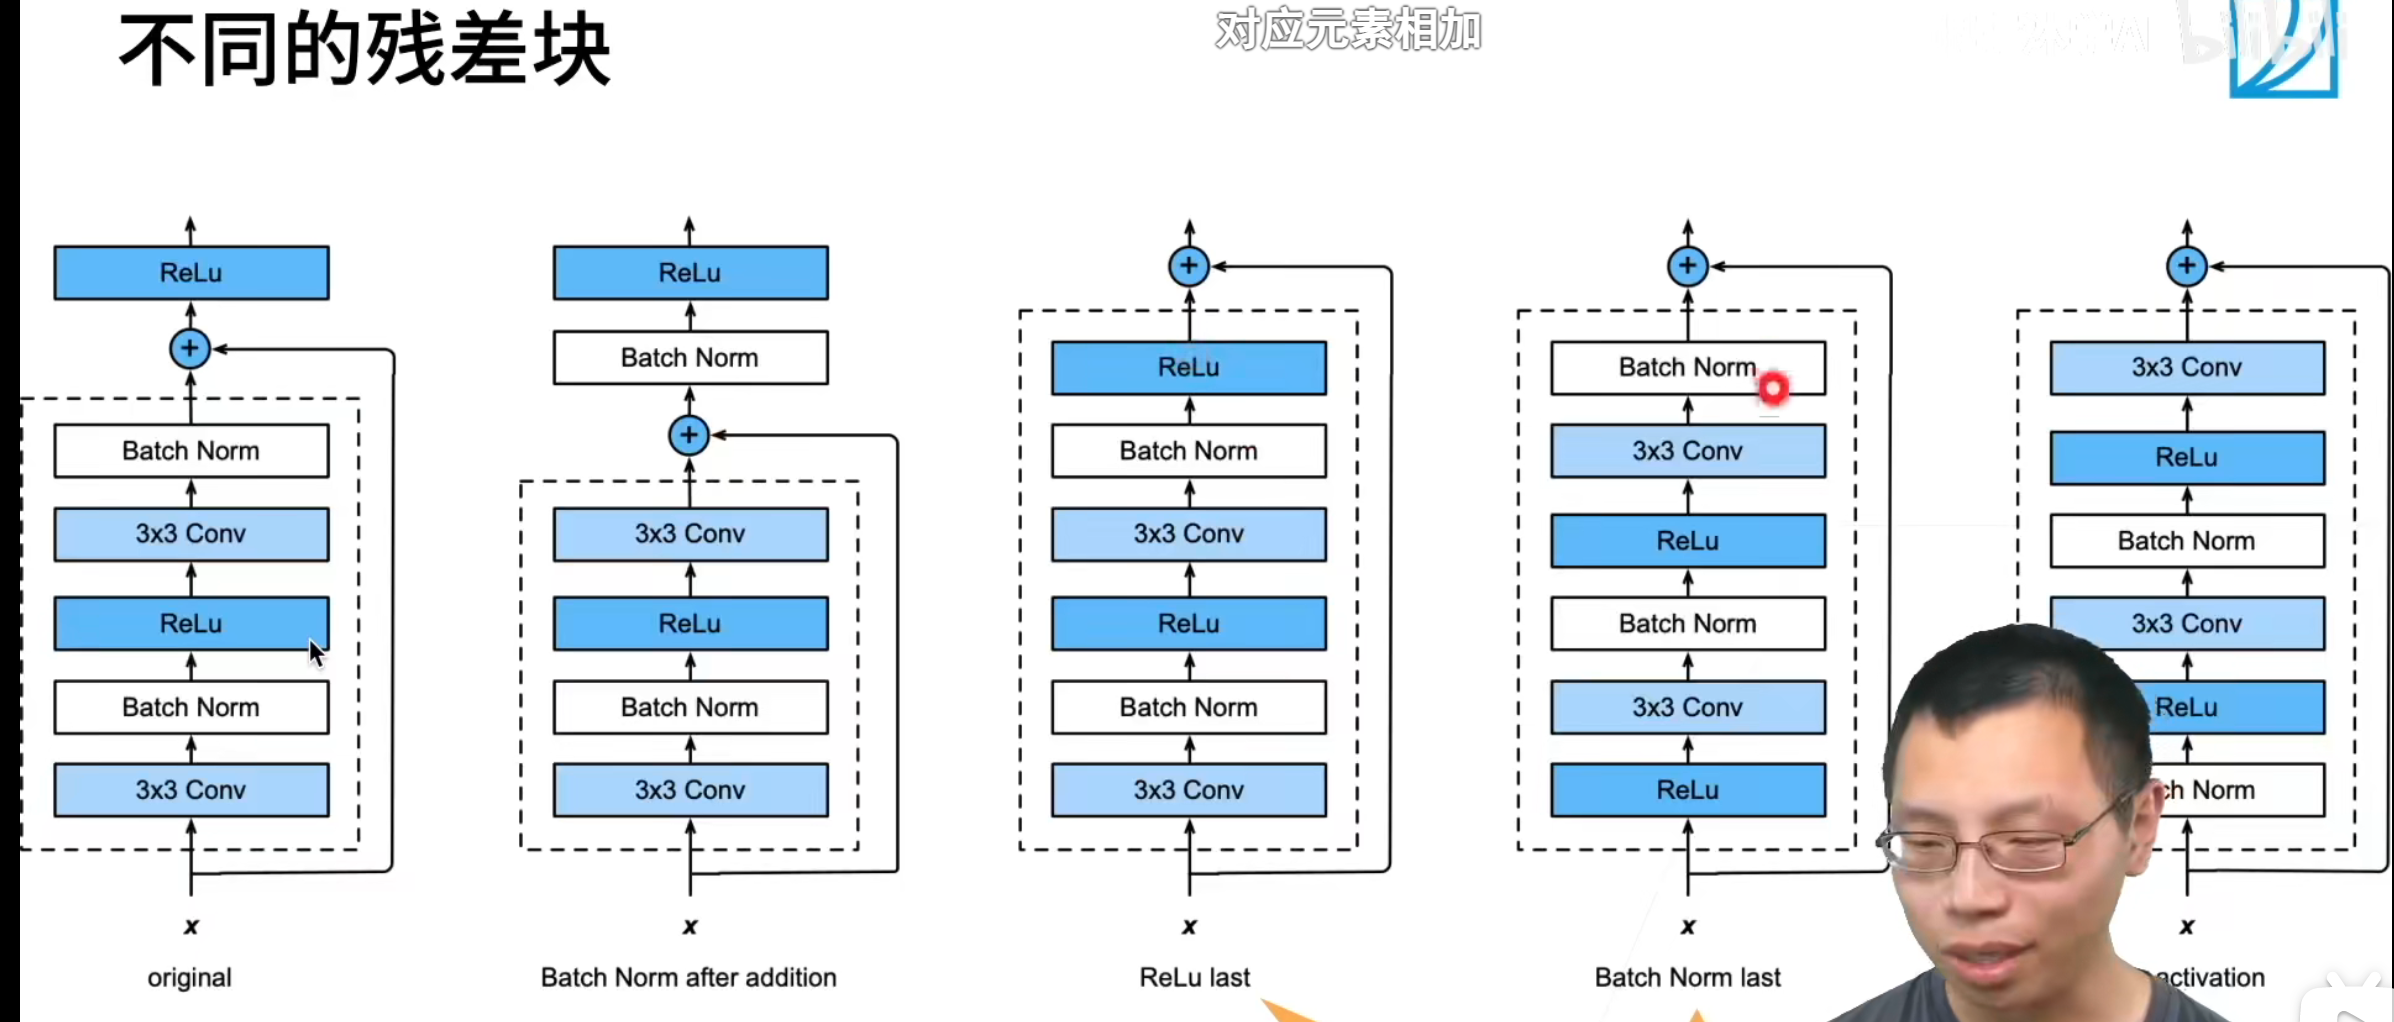 不同的残差块
对应元素相加
bilibili
ReLu
Batch Norm
3x3 Conv
ReLu
Batch Norm
3x3 Conv
x
original
ReLu
Batch Norm
3x3 Conv
ReLu
Batch Norm
3x3 Conv
x
Batch Norm after addition
ReLu
Batch Norm
3x3 Conv
ReLu
Batch Norm
3x3 Conv
x
ReLu last
Batch Norm
3x3 Conv
ReLu
Batch Norm
3x3 Conv
ReLu
x
Batch Norm last
3x3 Conv
ReLu
Batch Norm
3x3 Conv
ReLu
Norm
x
activation